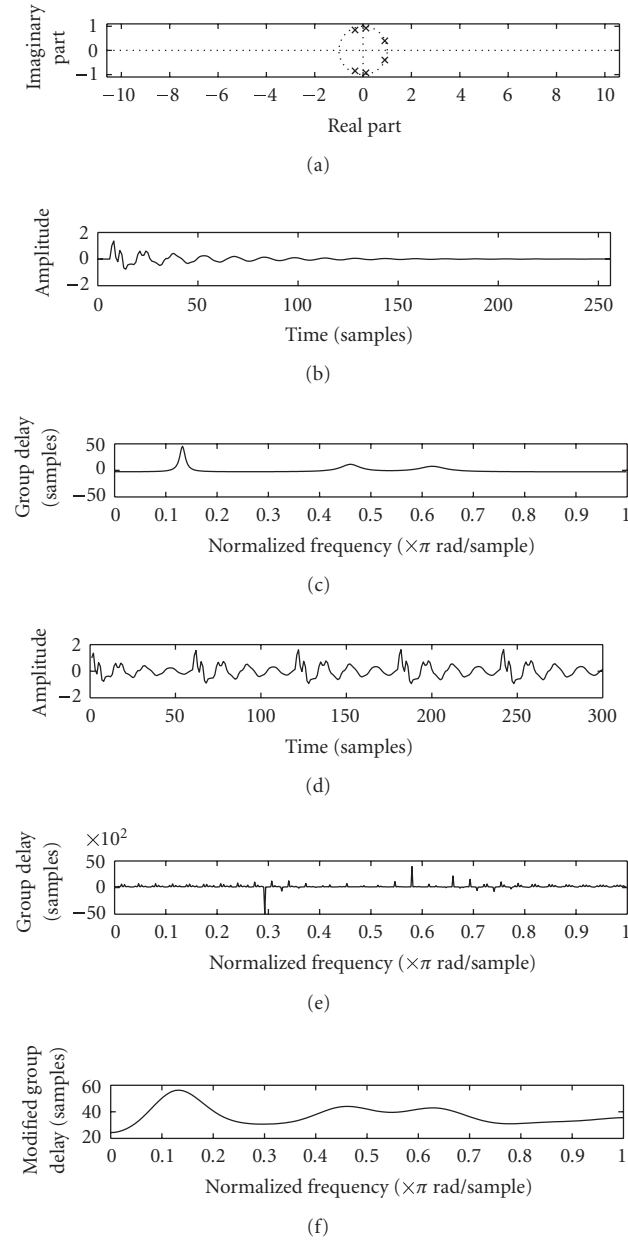 Imaginary
part
1
0
−1
−10 −8 −6 −4 −2 0 2 4 6 8 10
Real part
(a)
Amplitude
2
0
−2
0 50 100 150 200 250
Time (samples)
(b)
Group delay
(samples)
50
0
−50
0 0.1 0.2 0.3 0.4 0.5 0.6 0.7 0.8 0.9 1
Normalized frequency (×π rad/sample)
(c)
Amplitude
2
0
−2
0 50 100 150 200 250 300
Time (samples)
(d)
×10²
Group delay
(samples)
50
0
−50
0 0.1 0.2 0.3 0.4 0.5 0.6 0.7 0.8 0.9 1
Normalized frequency (×π rad/sample)
(e)
Modified group
delay (samples)
60
40
20
0 0.1 0.2 0.3 0.4 0.5 0.6 0.7 0.8 0.9 1
Normalized frequency (×π rad/sample)
(f)